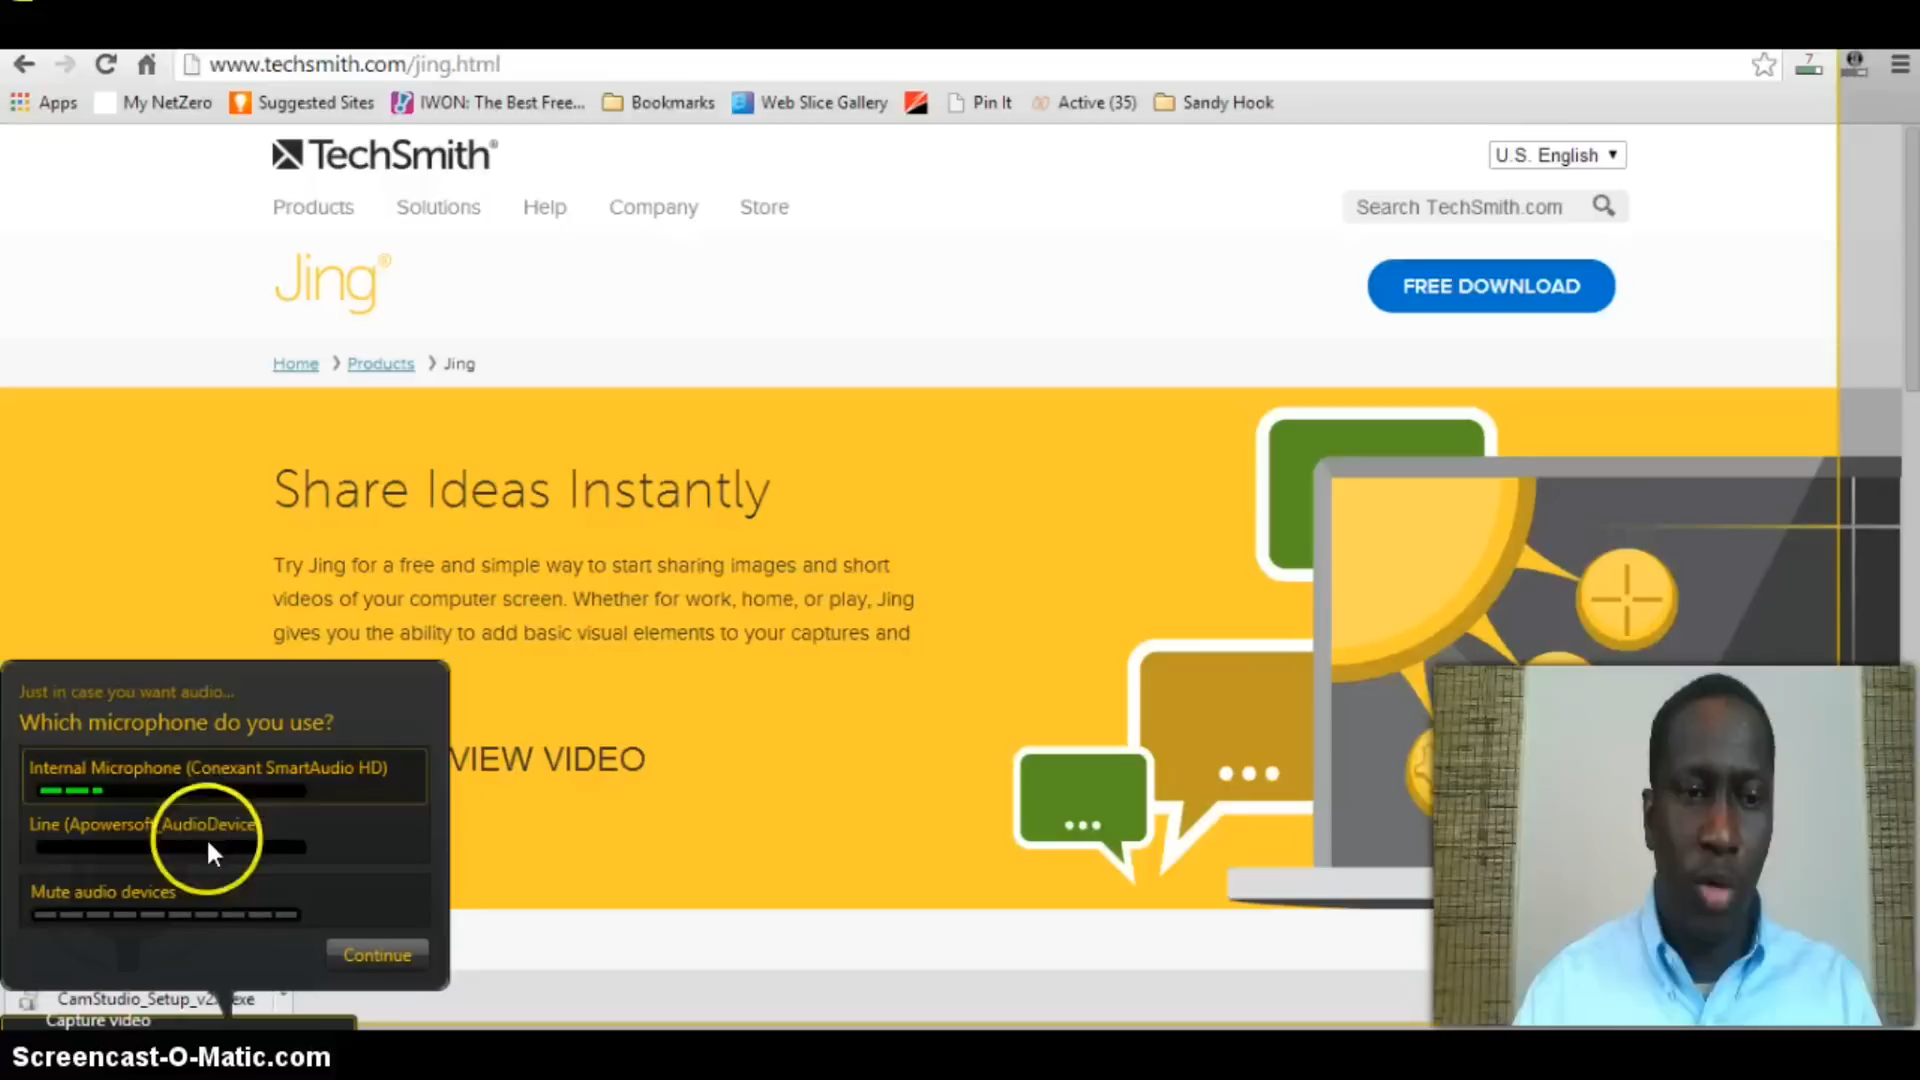 www.techsmith.com/jing.html
7
Apps
My NetZero
Suggested Sites
IWON: The Best Free...
Bookmarks
Web Slice Gallery
Pin It
Active (35)
Sandy Hook
TechSmith®
U.S. English
Products
Solutions
Help
Company
Store
Search TechSmith.com
Jing®
FREE DOWNLOAD
Home
Products
Jing
Share Ideas Instantly
Try Jing for a free and simple way to start sharing images and short
videos of your computer screen. Whether for work, home, or play, Jing
gives you the ability to add basic visual elements to your captures and
VIEW VIDEO
Just in case you want audio...
Which microphone do you use?
Internal Microphone (Conexant SmartAudio HD)
Line (Apowersoft_AudioDevice)
Mute audio devices
Continue
Capture video
Screencast-O-Matic.com